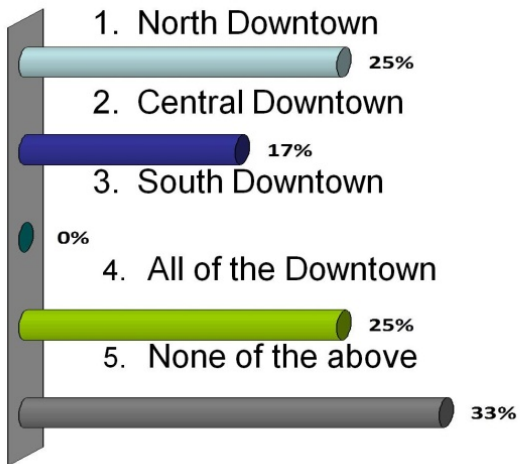 1. North Downtown
25%
2. Central Downtown
17%
3. South Downtown
0%
4. All of the Downtown
25%
5. None of the above
33%